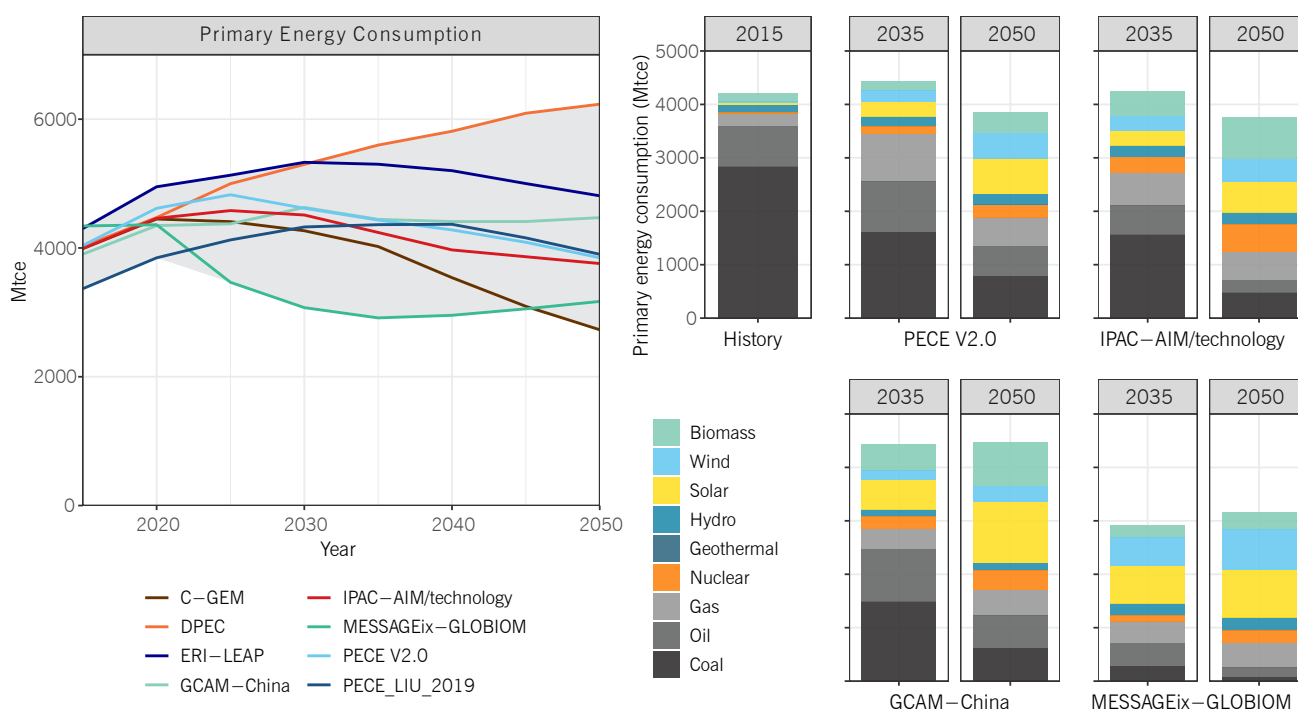 Primary Energy Consumption
Mtce
6000
4000
2000
0
2020
2030
2040
2050
Year
C−GEM
DPEC
ERI−LEAP
GCAM−China
IPAC−AIM/technology
MESSAGEix−GLOBIOM
PECE V2.0
PECE_LIU_2019
Primary energy consumption (Mtce)
5000
4000
3000
2000
1000
0
2015
History
2035
2050
PECE V2.0
2035
2050
IPAC−AIM/technology
Biomass
Wind
Solar
Hydro
Geothermal
Nuclear
Gas
Oil
Coal
2035
2050
GCAM−China
2035
2050
MESSAGEix−GLOBIOM